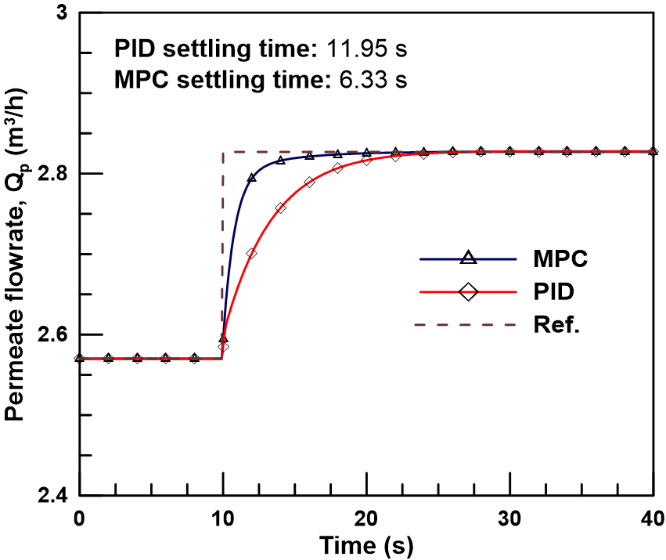 3
PID settling time: 11.95 s
MPC settling time: 6.33 s
2.8
Permeate flowrate, Qp (m³/h)
MPC
PID
Ref.
2.6
2.4
0 10 20 30 40
Time (s)